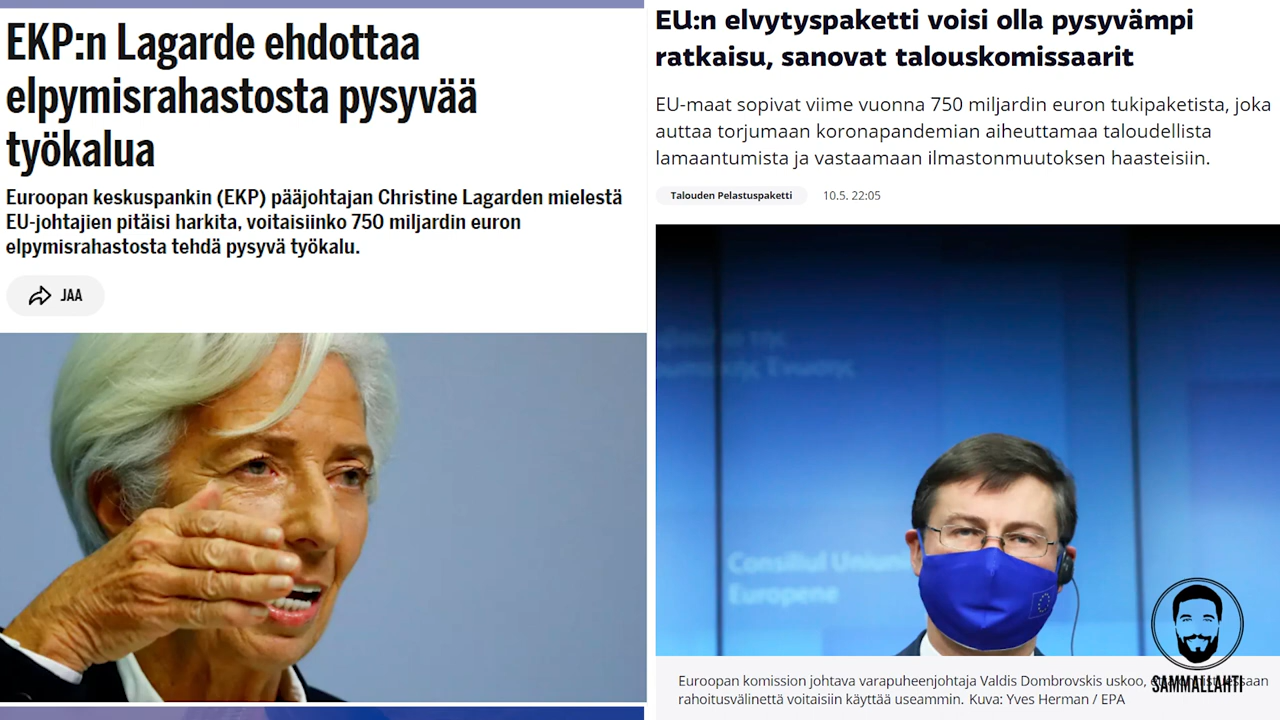 EKP:n Lagarde ehdottaa
elpymisrahastosta pysyvää
työkalua
Euroopan keskuspankin (EKP) pääjohtajan Christine Lagarden mielestä
EU-johtajien pitäisi harkita, voitaisiinko 750 miljardin euron
elpymisrahastosta tehdä pysyvä työkalu.
JAA
EU:n elvytyspaketti voisi olla pysyvämpi
ratkaisu, sanovat talouskomissaarit
EU-maat sopivat viime vuonna 750 miljardin euron tukipaketista, joka
auttaa torjumaan koronapandemian aiheuttamaa taloudellista
lamaantumista ja vastaamaan ilmastonmuutoksen haasteisiin.
Talouden Pelastuspaketti 10.5. 22:05
Consiliul
Europene
Euroopan komission johtava varapuheenjohtaja Valdis Dombrovskis uskoo,
rahoitusvälinettä voitaisiin käyttää useammin. Kuva: Yves Herman / EPA
SAMMALLAHTI